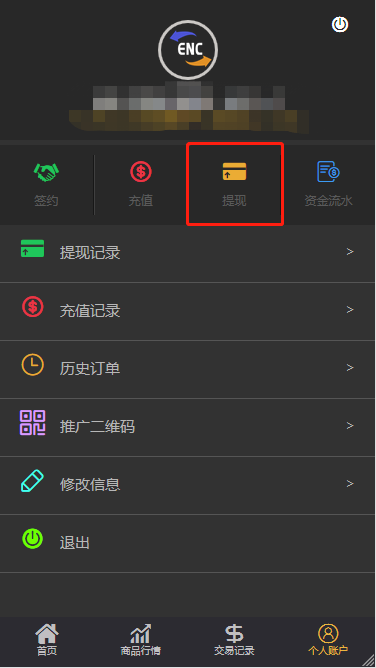 ENC
签约 充值 提现 资金流水
提现记录 >
充值记录 >
历史订单 >
推广二维码 >
修改信息 >
退出
首页 商品行情 交易记录 个人账户